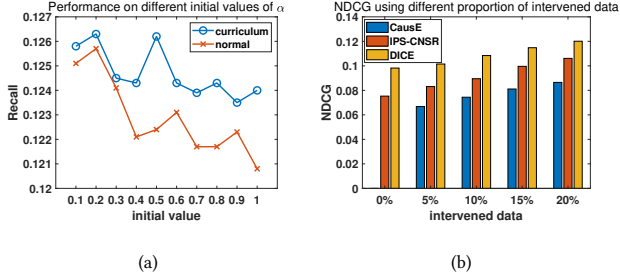 Performance on different initial values of α
0.127
0.126
0.125
0.124
0.123
0.122
0.121
0.12
Recall
curriculum
normal
0.1 0.2 0.3 0.4 0.5 0.6 0.7 0.8 0.9 1
initial value
(a)
NDCG using different proportion of intervened data
0.14
0.12
0.1
0.08
0.06
0.04
0.02
0
NDCG
CausE
IPS-CNSR
DICE
0% 5% 10% 15% 20%
intervened data
(b)